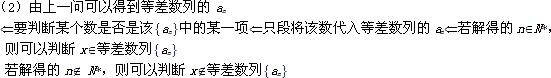 (2)由上一问可以得到等差数列的 aₙ
⇐要判断某个数是否是该{aₙ}中的某一项⇐只段将该数代入等差数列的 aₙ⇐若解得的 n∈N*，
则可以判断 x∈等差数列{aₙ}
若解得的 n∉ N*，则可以判断 x∉等差数列{aₙ}